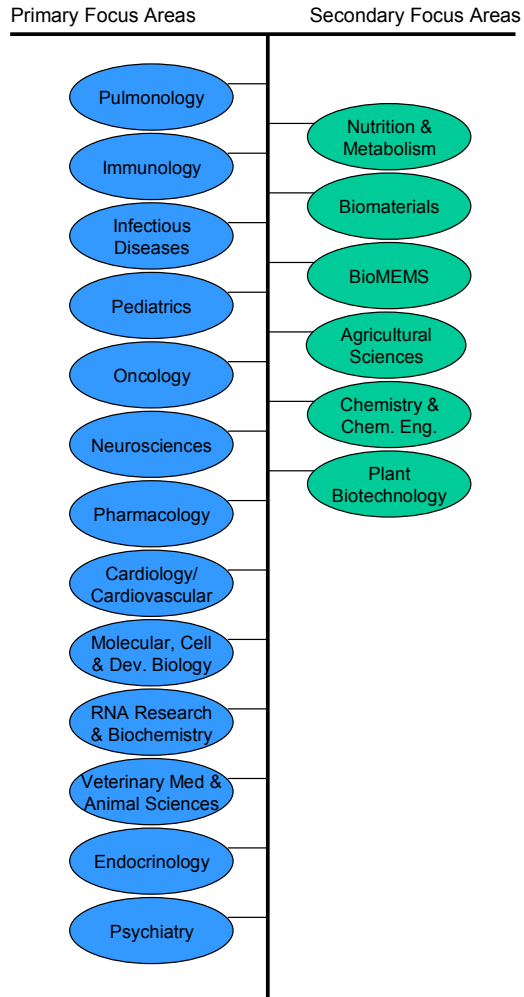 Primary Focus Areas
Secondary Focus Areas
Pulmonology
Immunology
Infectious
Diseases
Pediatrics
Oncology
Neurosciences
Pharmacology
Cardiology/
Cardiovascular
Molecular, Cell
& Dev. Biology
RNA Research
& Biochemistry
Veterinary Med &
Animal Sciences
Endocrinology
Psychiatry
Nutrition &
Metabolism
Biomaterials
BioMEMS
Agricultural
Sciences
Chemistry &
Chem. Eng.
Plant
Biotechnology